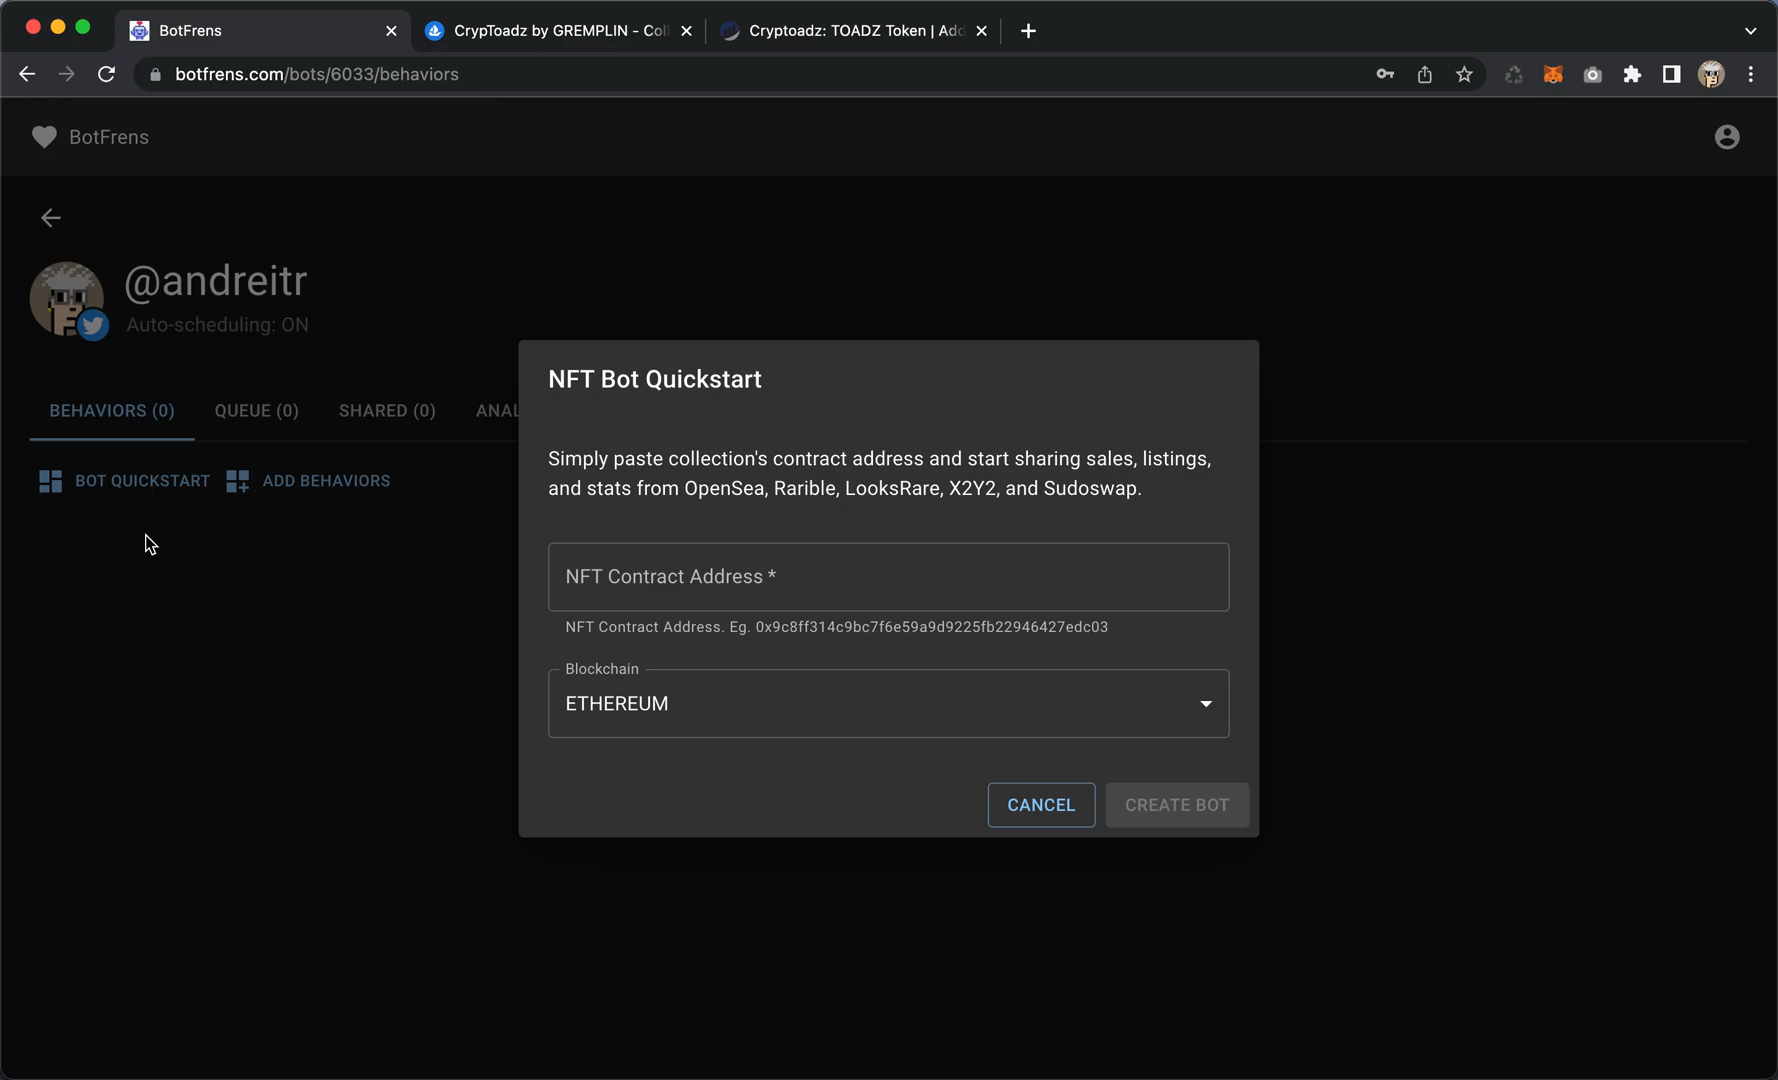 BotFrens
CrypToadz by GREMPLIN - Coll
Cryptoadz: TOADZ Token | Add
botfrens.com/bots/6033/behaviors
BotFrens
@andreitr
Auto-scheduling: ON
BEHAVIORS (0)
QUEUE (0)
SHARED (0)
ANAL
BOT QUICKSTART
ADD BEHAVIORS
NFT Bot Quickstart
Simply paste collection's contract address and start sharing sales, listings,
and stats from OpenSea, Rarible, LooksRare, X2Y2, and Sudoswap.
NFT Contract Address *
NFT Contract Address. Eg. 0x9c8ff314c9bc7f6e59a9d9225fb22946427edc03
Blockchain
ETHEREUM
CANCEL
CREATE BOT